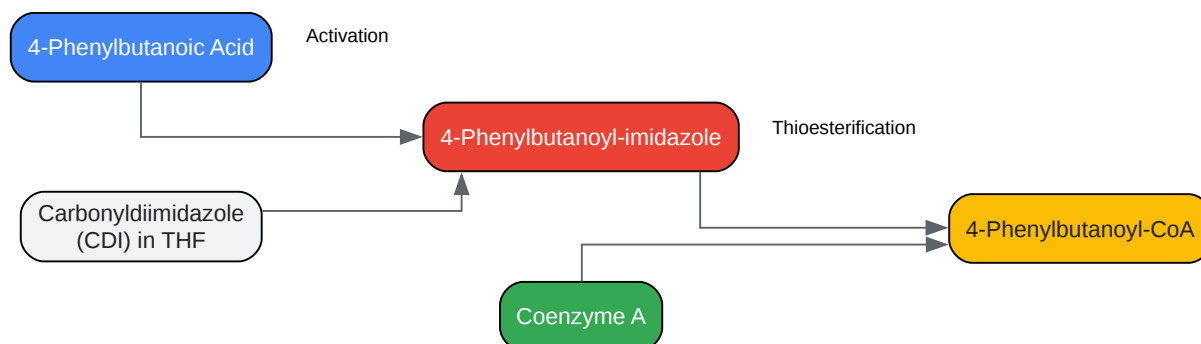 4-Phenylbutanoic Acid
Activation
4-Phenylbutanoyl-imidazole
Thioesterification
Carbonyldiimidazole
(CDI) in THF
4-Phenylbutanoyl-CoA
Coenzyme A